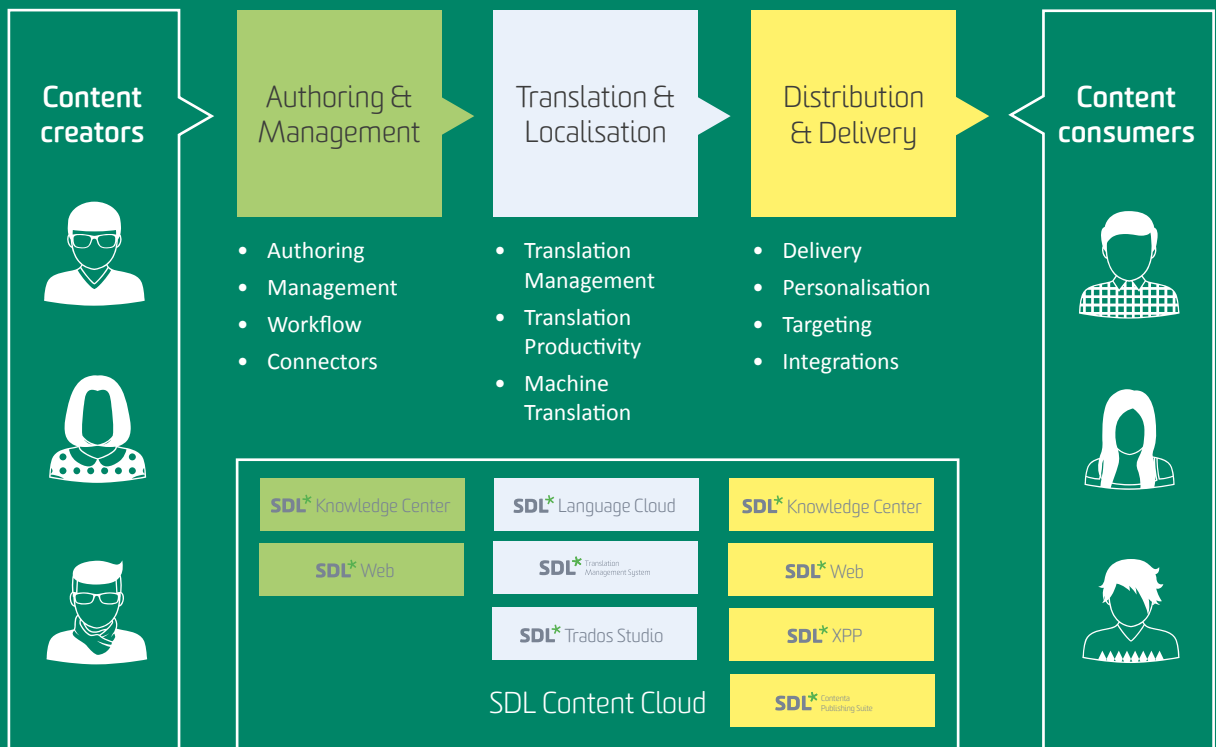 Content
creators
Authoring &
Management
Translation &
Localisation
Distribution
& Delivery
Content
consumers
• Authoring
• Management
• Workflow
• Connectors
• Translation
Management
• Translation
Productivity
• Machine
Translation
• Delivery
• Personalisation
• Targeting
• Integrations
SDL* Knowledge Center
SDL* Web
SDL* Language Cloud
SDL* Translation
Management System
SDL* Trados Studio
SDL* Knowledge Center
SDL* Web
SDL* XPP
SDL* Contenta
Publishing Suite
SDL Content Cloud